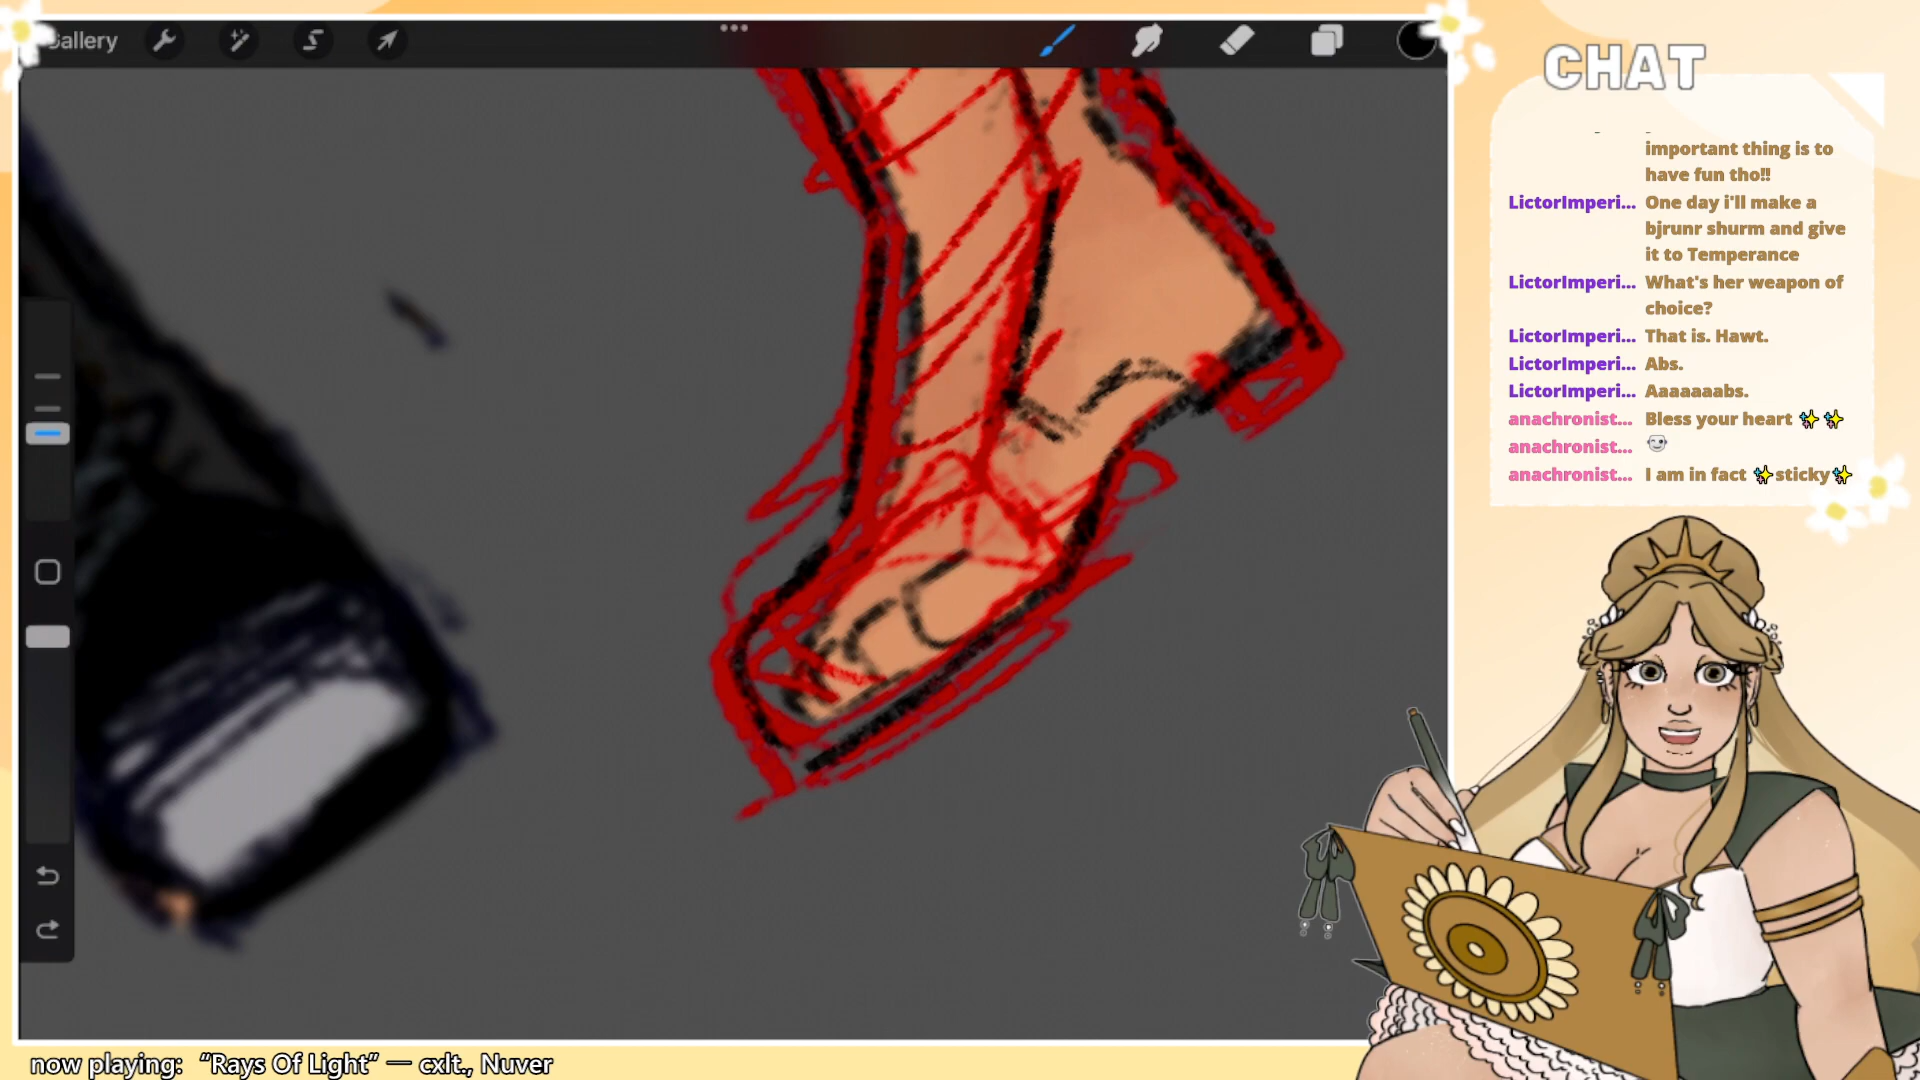 Gallery
CHAT
important thing is to
have fun tho!!
LictorImperi... One day i'll make a
bjrunr shurm and give
it to Temperance
LictorImperi... What's her weapon of
choice?
LictorImperi... That is. Hawt.
LictorImperi... Abs.
LictorImperi... Aaaaaaabs.
anachronist... Bless your heart ✨✨
anachronist...
anachronist... I am in fact ✨sticky✨
now playing: “Rays Of Light” — cxlt., Nuver